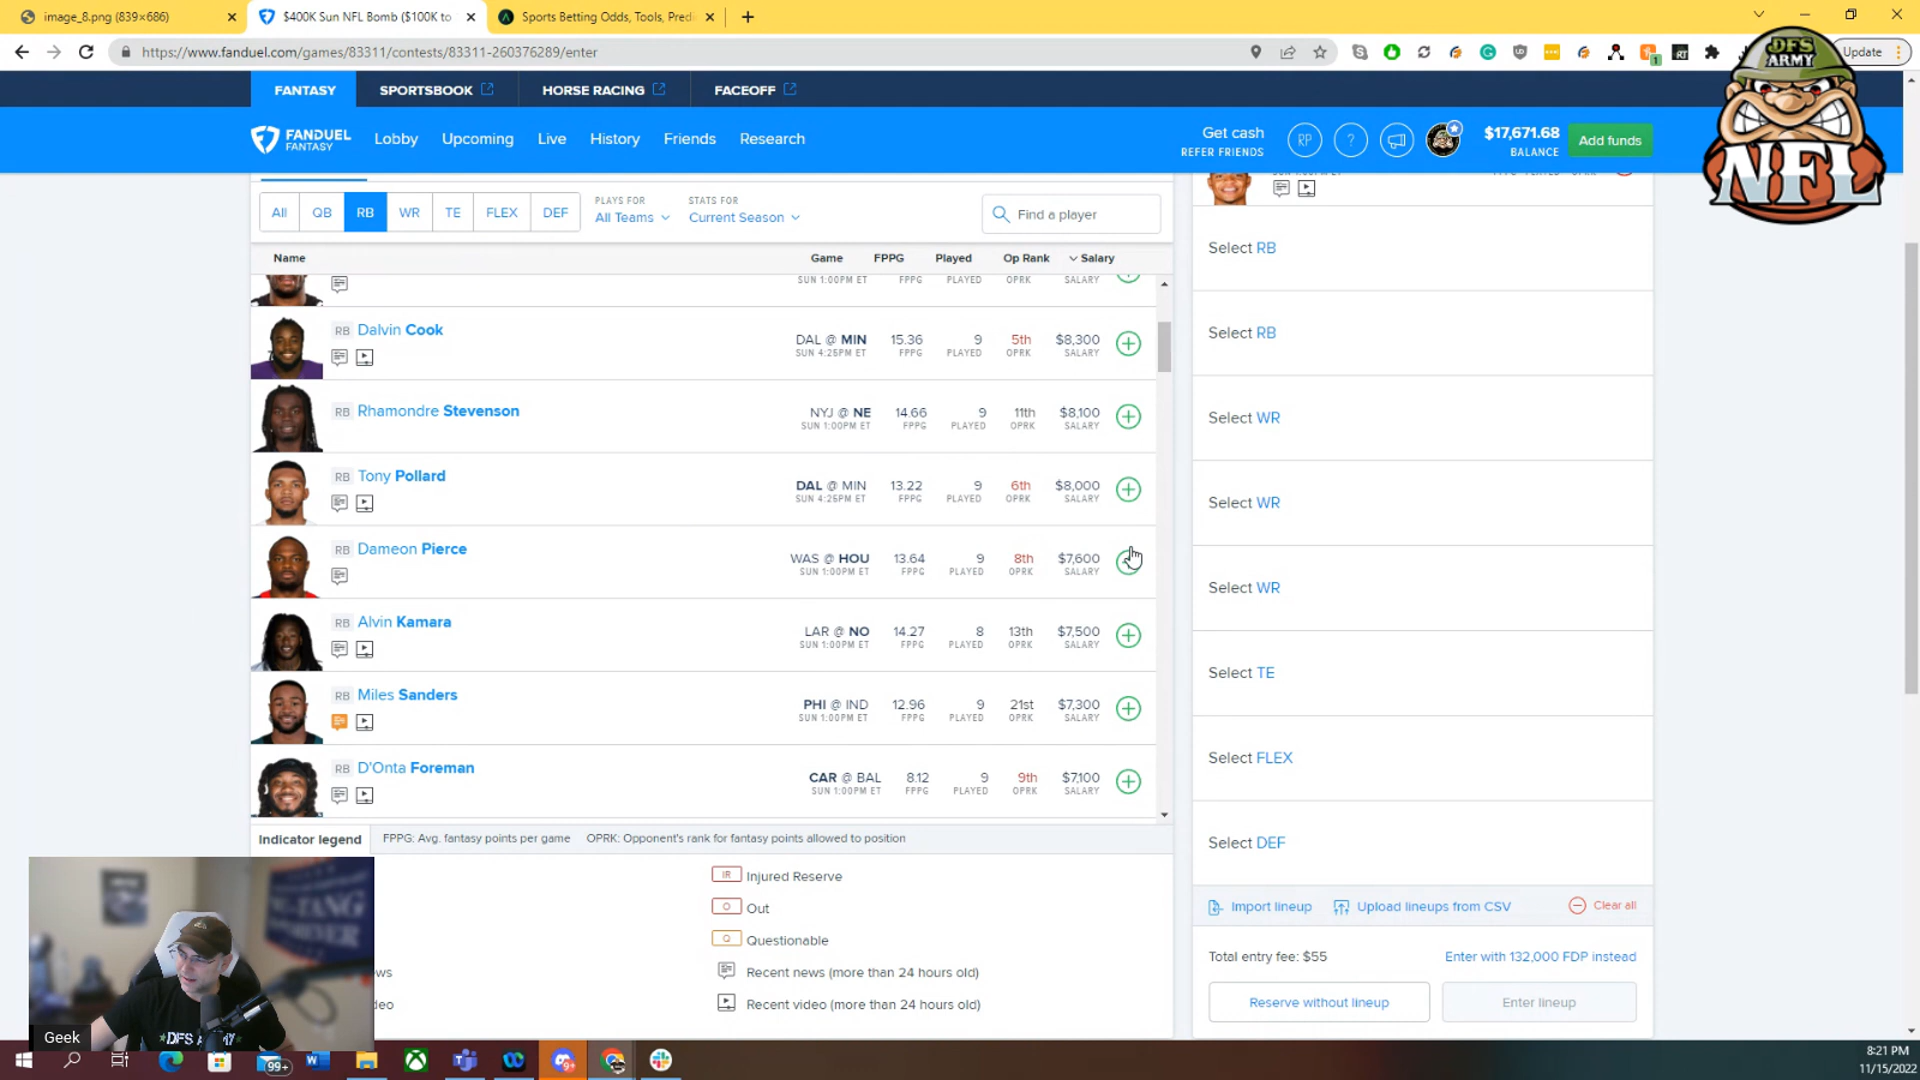 image_8.png (839×686)
$400K Sun NFL Bomb ($100K to
Sports Betting Odds, Tools, Predi
https://www.fanduel.com/games/83311/contests/83311-260376289/enter
Update
DFS
ARMY
NFL
FANTASY
SPORTSBOOK
HORSE RACING
FACEOFF
FANDUEL
FANTASY
Lobby
Upcoming
Live
History
Friends
Research
Get cash
REFER FRIENDS
RP
?
$17,671.68
BALANCE
Add funds
All
QB
RB
WR
TE
FLEX
DEF
PLAYS FOR
All Teams
STATS FOR
Current Season
Find a player
Name
Game
FPPG
Played
Op Rank
Salary
SUN 1:00PM ET FPPG PLAYED OPRK SALARY
RB Dalvin Cook
DAL @ MIN 15.36 9 5th $8,300
SUN 4:25PM ET FPPG PLAYED OPRK SALARY
RB Rhamondre Stevenson
NYJ @ NE 14.66 9 11th $8,100
SUN 1:00PM ET FPPG PLAYED OPRK SALARY
RB Tony Pollard
DAL @ MIN 13.22 9 6th $8,000
SUN 4:25PM ET FPPG PLAYED OPRK SALARY
RB Dameon Pierce
WAS @ HOU 13.64 9 8th $7,600
SUN 1:00PM ET FPPG PLAYED OPRK SALARY
RB Alvin Kamara
LAR @ NO 14.27 8 13th $7,500
SUN 1:00PM ET FPPG PLAYED OPRK SALARY
RB Miles Sanders
PHI @ IND 12.96 9 21st $7,300
SUN 1:00PM ET FPPG PLAYED OPRK SALARY
RB D'Onta Foreman
CAR @ BAL 8.12 9 9th $7,100
SUN 1:00PM ET FPPG PLAYED OPRK SALARY
Indicator legend
FPPG: Avg. fantasy points per game
OPRK: Opponent's rank for fantasy points allowed to position
IR Injured Reserve
O Out
Q Questionable
Recent news (more than 24 hours old)
Recent video (more than 24 hours old)
Select RB
Select RB
Select WR
Select WR
Select WR
Select TE
Select FLEX
Select DEF
Import lineup
Upload lineups from CSV
Clear all
Total entry fee: $55
Enter with 132,000 FDP instead
Reserve without lineup
Enter lineup
Geek
99+
8:21 PM
11/15/2022